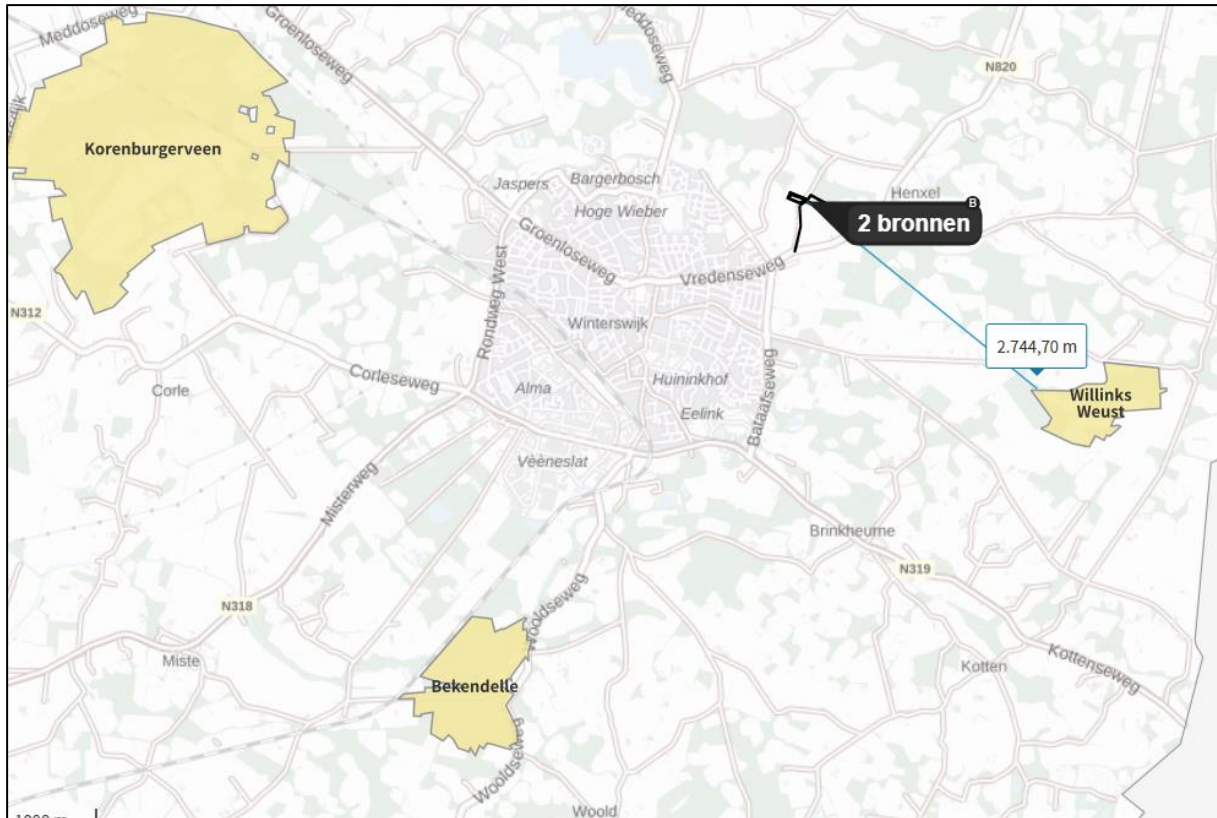 Meddoseweg
Groenloseweg
Meddoseweg
N820
Korenburgerveen
Jaspers
Bargerbosch
Hoge Wieber
Henxel
B
2 bronnen
Groenloseweg
Vredenseweg
Rondweg West
N312
Winterswijk
2.744,70 m
Corleseweg
Corle
Alma
Huininkhof
Eelink
Bataafseweg
Willinks
Weust
Vèèneslat
Misterweg
Brinkheurne
N319
N318
Wooldseweg
Miste
Bekendelle
Kotten
Kottenseweg
Wooldseweg
Woold
1000 m